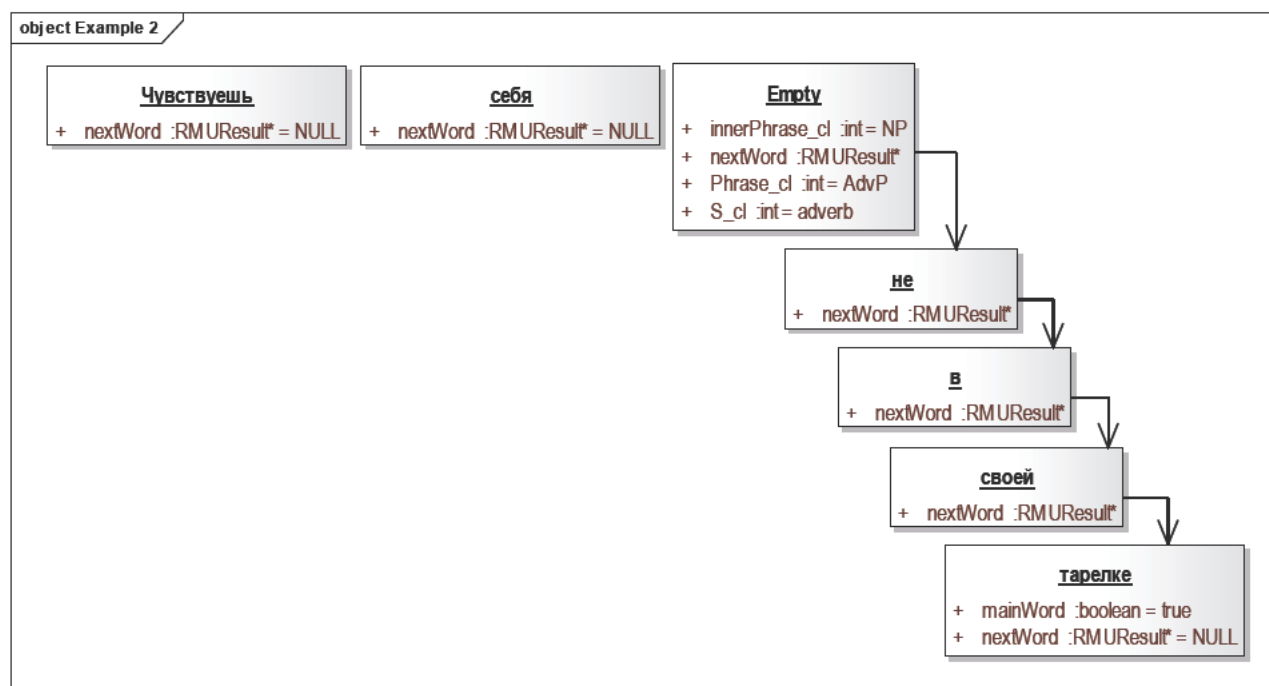 object Example 2
Чувствуешь
+ nextWord :RMUResult* = NULL
себя
+ nextWord :RMUResult* = NULL
Empty
+ innerPhrase_cl :int = NP
+ nextWord :RMUResult*
+ Phrase_cl :int = AdvP
+ S_cl :int = adverb
не
+ nextWord :RMUResult*
в
+ nextWord :RMUResult*
своей
+ nextWord :RMUResult*
тарелке
+ mainWord :boolean = true
+ nextWord :RMUResult* = NULL